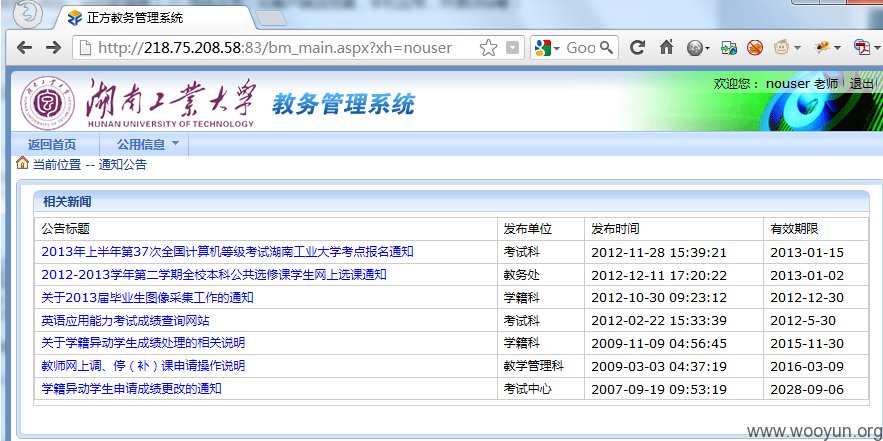 正方教务管理系统
http://218.75.208.58:83/bm_main.aspx?xh=nouser
Goo
湖南工业大学 教务管理系统
HUNAN UNIVERSITY OF TECHNOLOGY
欢迎您： nouser 老师 退出
返回首页 公用信息
当前位置 -- 通知公告
相关新闻
公告标题 发布单位 发布时间 有效期限
2013年上半年第37次全国计算机等级考试湖南工业大学考点报名通知 考试科 2012-11-28 15:39:21 2013-01-15
2012-2013学年第二学期全校本科公共选修课学生网上选课通知 教务处 2012-12-11 17:20:22 2013-01-02
关于2013届毕业生图像采集工作的通知 学籍科 2012-10-30 09:23:12 2012-12-30
英语应用能力考试成绩查询网站 考试科 2012-02-22 15:33:39 2012-5-30
关于学籍异动学生成绩处理的相关说明 学籍科 2009-11-09 04:56:45 2015-11-30
教师网上调、停（补）课申请操作说明 教学管理科 2009-03-03 04:37:19 2016-03-09
学籍异动学生申请成绩更改的通知 考试中心 2007-09-19 09:53:19 2028-09-06
www.wooyun.org